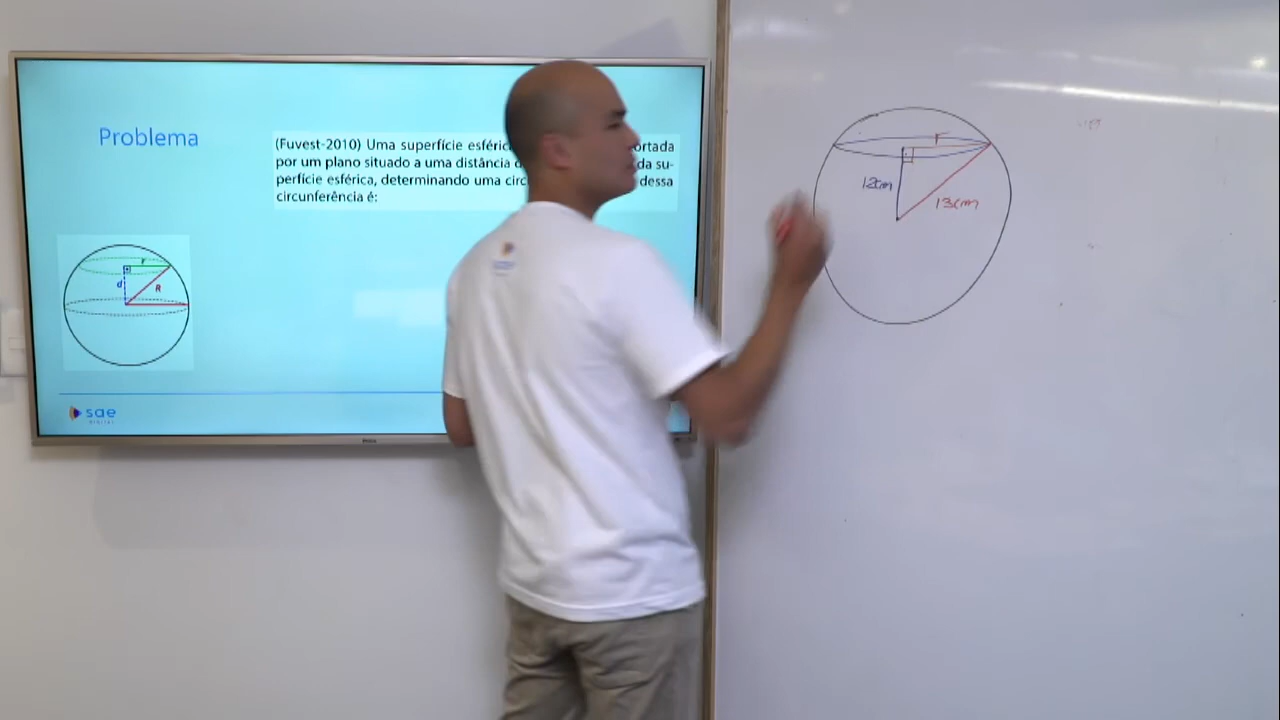 Problema
(Fuvest-2010) Uma superfície esféric ortada
por um plano situado a uma distância d da su-
perfície esférica, determinando uma circ dessa
circunferência é:
r
d
R
sae
r
12cm
13cm